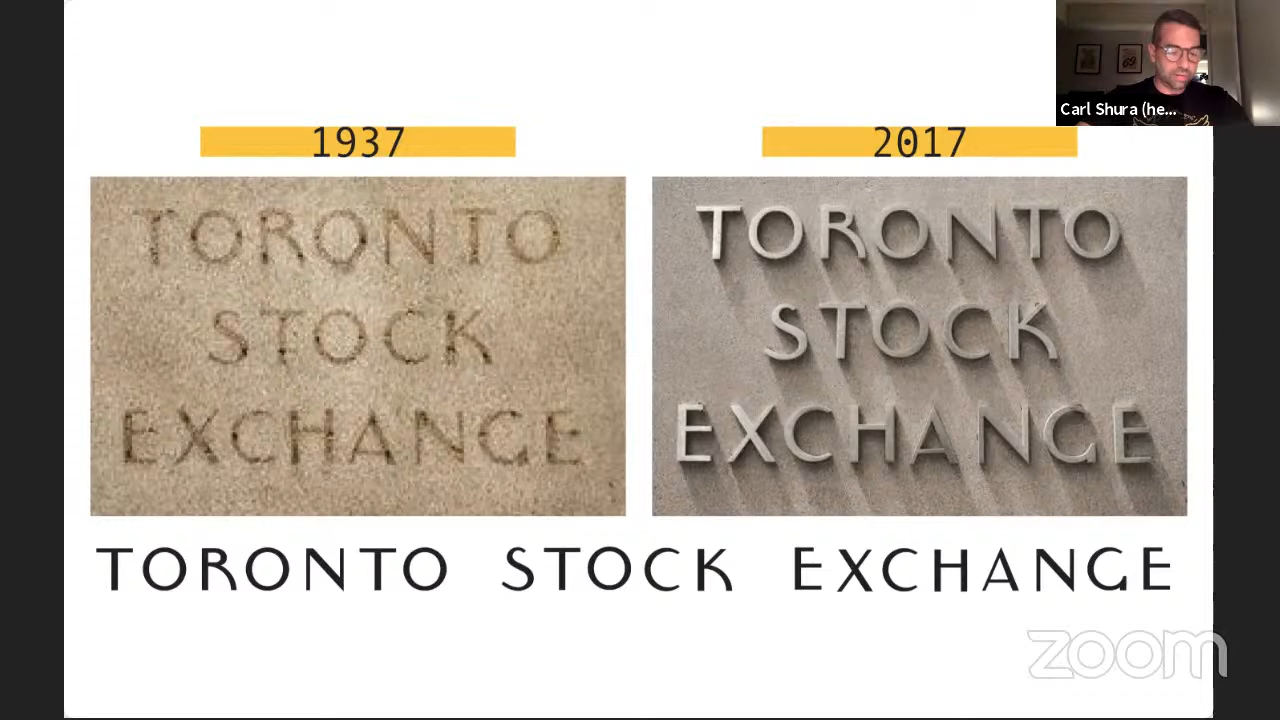 Carl Shura (he...
1937
2017
TORONTO
STOCK
EXCHANGE
TORONTO
STOCK
EXCHANGE
TORONTO STOCK EXCHANGE
zoom